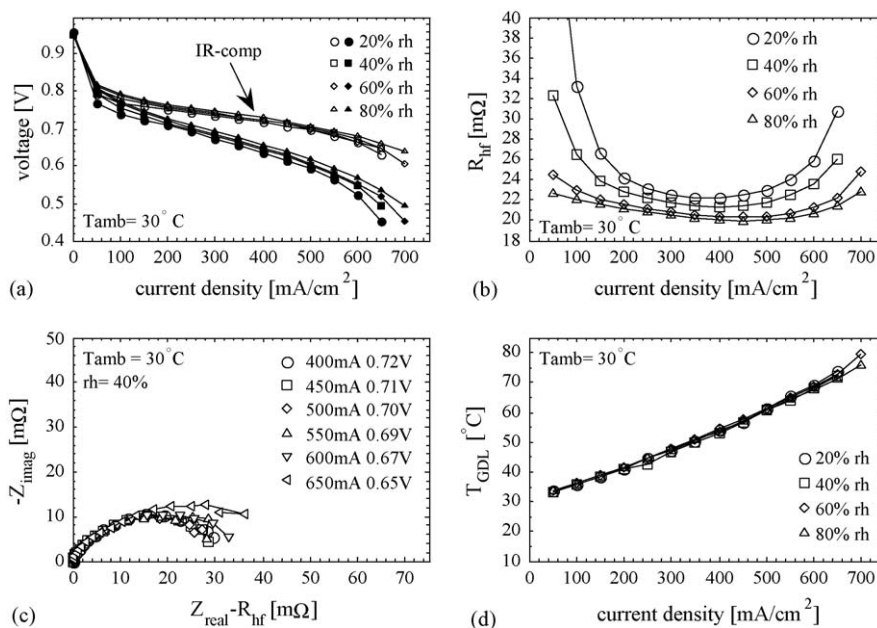 0.9
0.8
0.7
0.6
0.5
0.4
voltage [V]
IR-comp
20% rh
40% rh
60% rh
80% rh
Tamb= 30°C
0 100 200 300 400 500 600 700
(a)
current density [mA/cm²]
40
38
36
34
32
30
28
26
24
22
20
18
R_hf [mΩ]
20% rh
40% rh
60% rh
80% rh
Tamb= 30°C
0 100 200 300 400 500 600 700
(b)
current density [mA/cm²]
50
40
30
20
10
0
-Z_imag [mΩ]
Tamb = 30°C
rh= 40%
400mA 0.72V
450mA 0.71V
500mA 0.70V
550mA 0.69V
600mA 0.67V
650mA 0.65V
0 10 20 30 40 50 60 70
(c)
Z_real-R_hf [mΩ]
80
70
60
50
40
30
20
10
T_GDL [°C]
Tamb= 30°C
20% rh
40% rh
60% rh
80% rh
0 100 200 300 400 500 600 700
(d)
current density [mA/cm²]